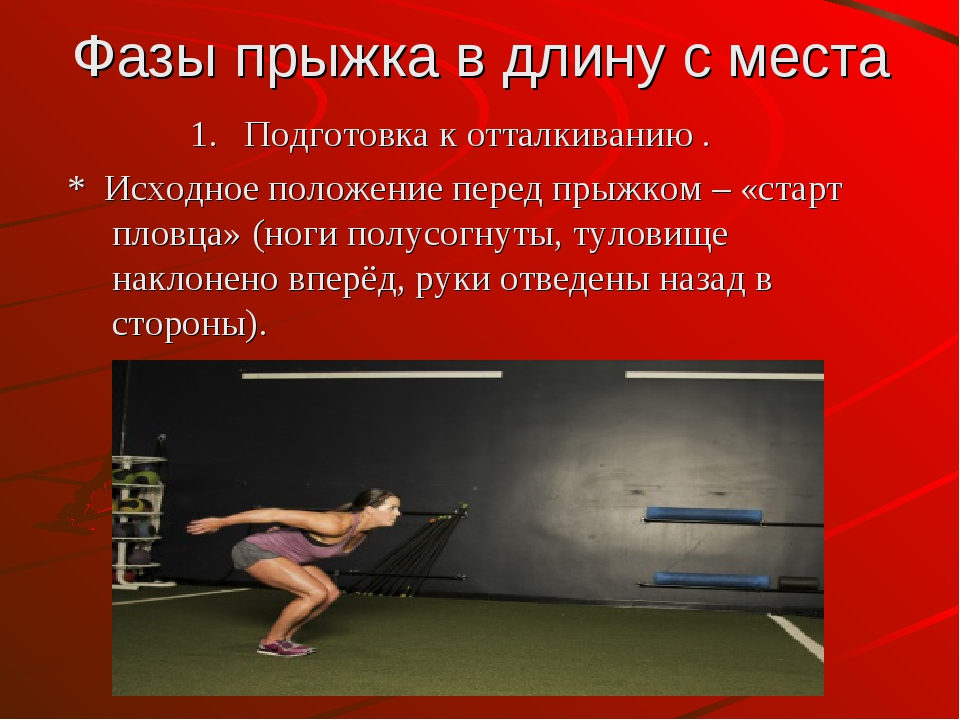 Фазы прыжка в длину с места
1. Подготовка к отталкиванию .
* Исходное положение перед прыжком – «старт
пловца» (ноги полусогнуты, туловище
наклонено вперёд, руки отведены назад в
стороны).